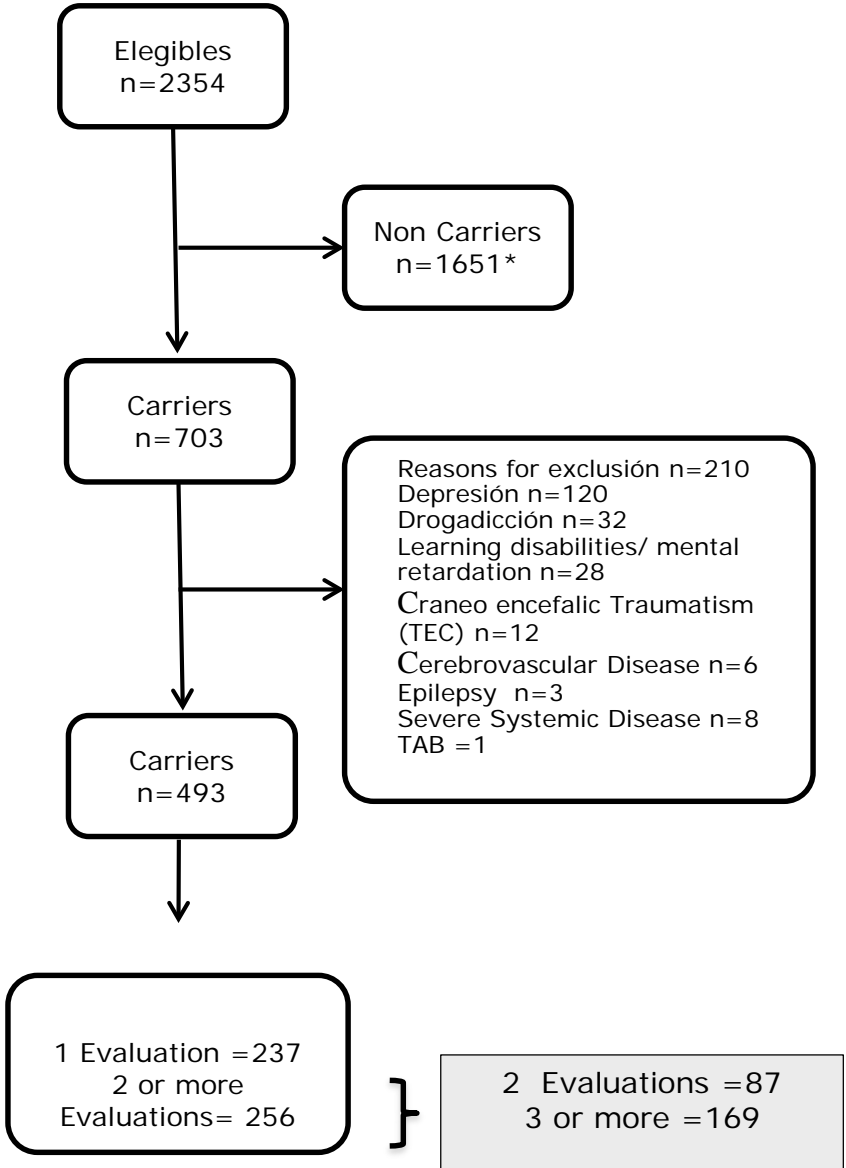 Elegibles
n=2354
Non Carriers
n=1651*
Carriers
n=703
Reasons for exclusión n=210
Depresión n=120
Drogadicción n=32
Learning disabilities/ mental
retardation n=28
Craneo encefalic Traumatism
(TEC) n=12
Cerebrovascular Disease n=6
Epilepsy n=3
Severe Systemic Disease n=8
TAB =1
Carriers
n=493
1 Evaluation =237
2 or more
Evaluations= 256
2 Evaluations =87
3 or more =169